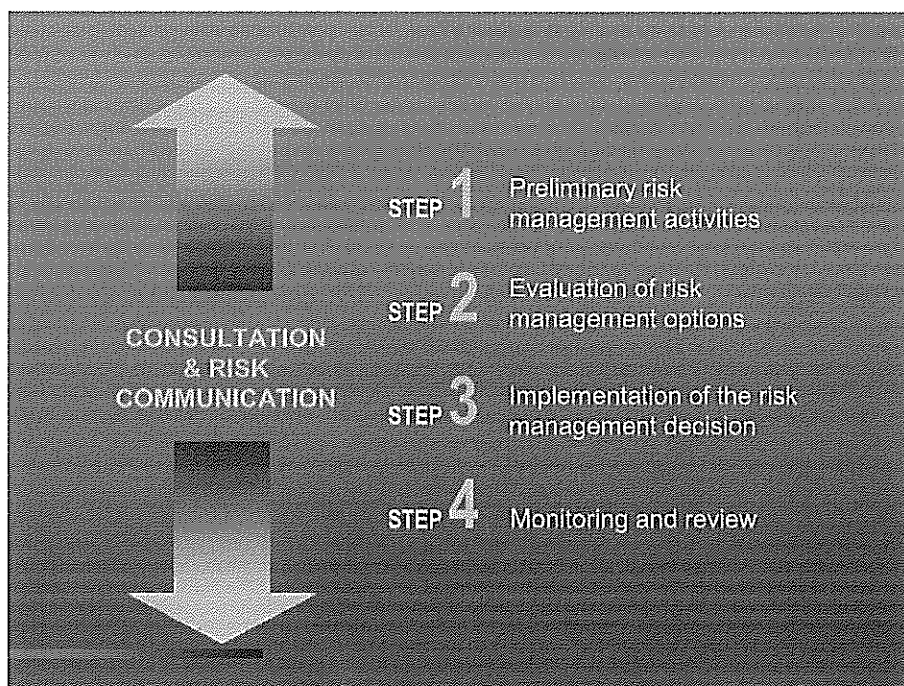 CONSULTATION
& RISK
COMMUNICATION
STEP 1 Preliminary risk
management activities
STEP 2 Evaluation of risk
management options
STEP 3 Implementation of the risk
management decision
STEP 4 Monitoring and review